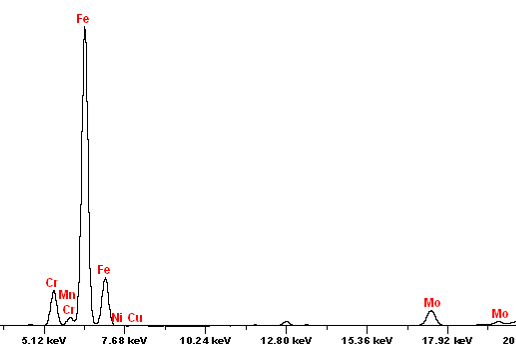 Fe
Cr
Mn
Cr
Fe
Ni Cu
Mo
Mo
5.12 keV 7.68 keV 10.24 keV 12.80 keV 15.36 keV 17.92 keV 20